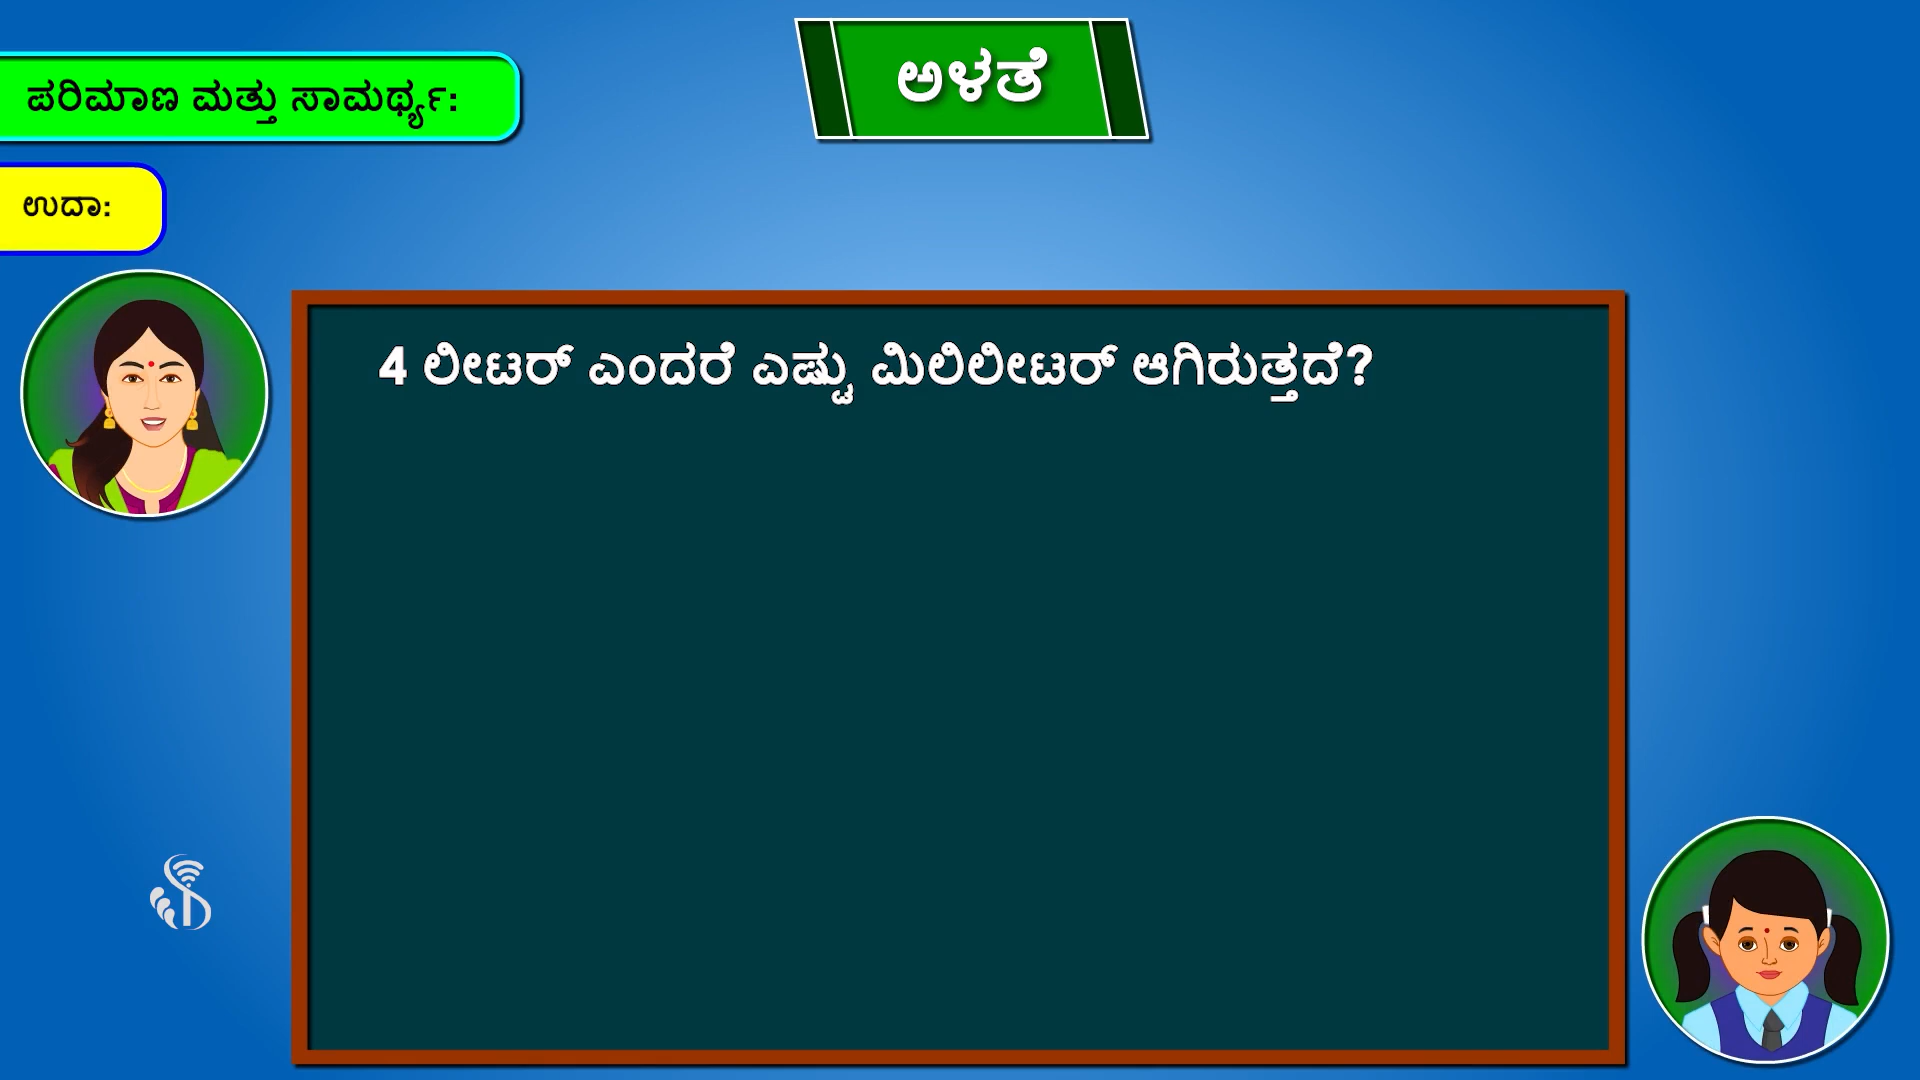 ಅಳತೆ
ಪರಿಮಾಣ ಮತ್ತು ಸಾಮರ್ಥ್ಯ:
ಉದಾ:
4 ಲೀಟರ್ ಎಂದರೆ ಎಷ್ಟು ಮಿಲಿಲೀಟರ್ ಆಗಿರುತ್ತದೆ?